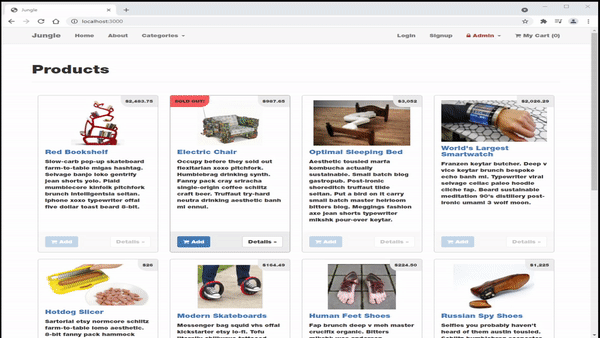 Jungle
localhost:3000
Jungle Home About Categories Login Signup Admin My Cart (0)
Products
$2,483.75
SOLD OUT!
$987.65
$3,052
$2,026.29
Red Bookshelf
Slow-carb pop-up skateboard
farm-to-table migas hashtag.
Selvage banjo loko gentrify
jean shorts yolo. Plaid
mumblecore kinfolk pitchfork
brunch intelligentsia seitan.
Iphone xoxo typewriter offal
five dollar toast beard 8-bit.
Add Details »
Electric Chair
Occupy before they sold out
flexitarian xoxo pitchfork.
Humblebrag drinking synth.
Fanny pack cray sriracha
single-origin coffee schlitz
craft beer. Truffaut try-hard
neutra drinking aesthetic banh
mi ennui.
Add Details »
Optimal Sleeping Bed
Aesthetic tousled marfa
kombucha actually
sustainable. Small batch blog
gastropub. Post-ironic
shoreditch truffaut tilde
seitan. Put a bird on it carry
small batch master heirloom
bitters blog. Meggings fashion
axe jean shorts typewriter
mlkshk pour-over keytar.
Add Details »
World's Largest
Smartwatch
Franzen keytar butcher. Deep v
vice keytar brunch bespoke
echo banh mi. Typewriter viral
selvage celiac paleo hoodie
cliche fap. Beard sustainable
meditation 90's distillery post-
ironic umami 3 wolf moon.
Add Details »
$26
$164.49
$224.50
$1,225
Hotdog Slicer
Sartorial etsy normcore schlitz
farm-to-table lomo aesthetic.
8-bit fanny pack hammock
Modern Skateboards
Messenger bag squid vhs offal
kickstarter etsy lo-fi. Tofu
Human Feet Shoes
Fap brunch deep v meh master
crucifix organic. Bitters
Russian Spy Shoes
Selfies you probably haven't
heard of them austin tousled.